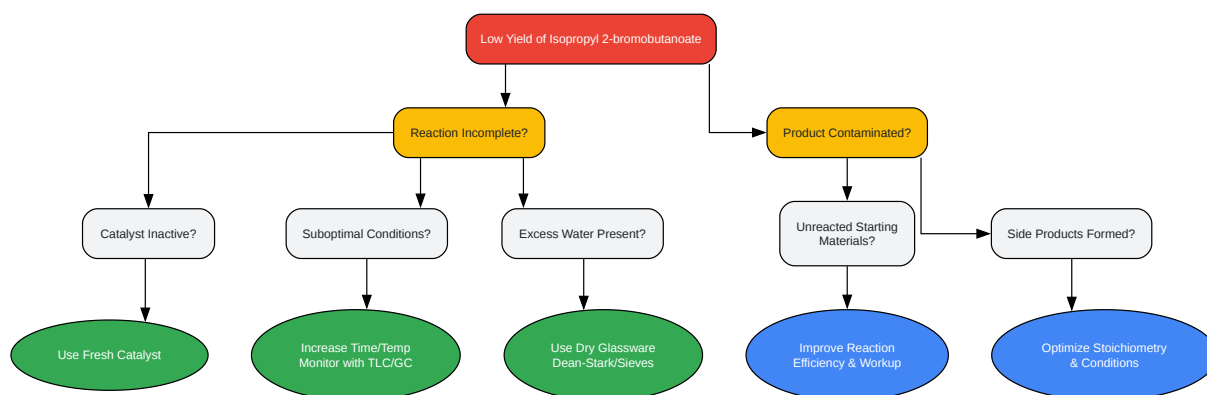 Low Yield of Isopropyl 2-bromobutanoate
Reaction Incomplete?
Product Contaminated?
Catalyst Inactive?
Suboptimal Conditions?
Excess Water Present?
Unreacted Starting
Materials?
Side Products Formed?
Use Fresh Catalyst
Increase Time/Temp
Monitor with TLC/GC
Use Dry Glassware
Dean-Stark/Sieves
Improve Reaction
Efficiency & Workup
Optimize Stoichiometry
& Conditions